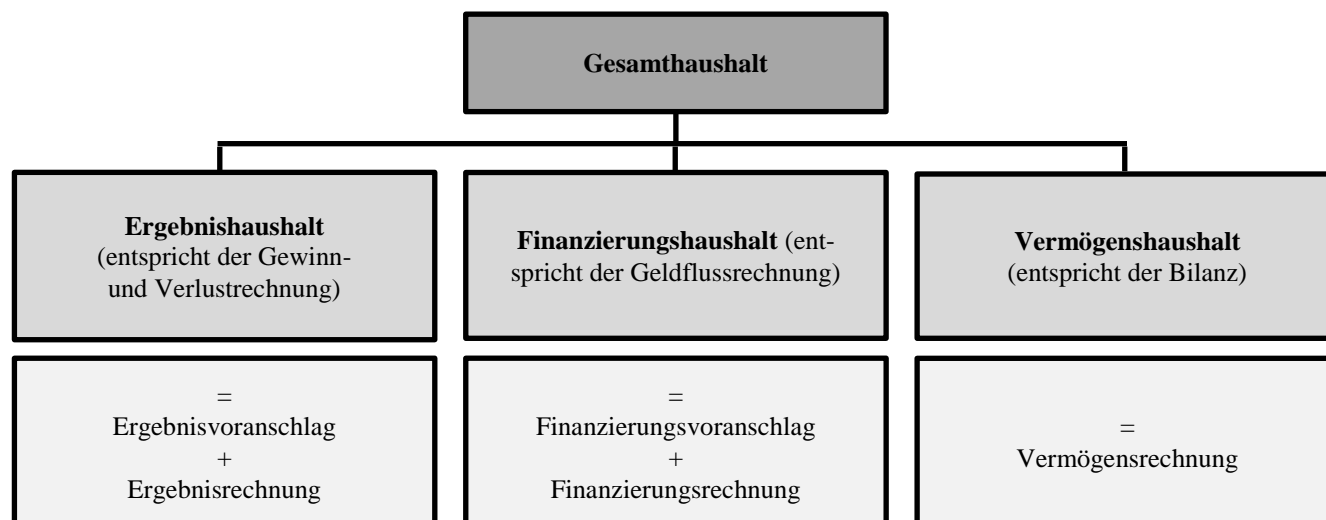 Gesamthaushalt
Ergebnishaushalt
(entspricht der Gewinn-
und Verlustrechnung)
Finanzierungshaushalt (ent-
spricht der Geldflussrechnung)
Vermögenshaushalt
(entspricht der Bilanz)
=
Ergebnisvoranschlag
+
Ergebnisrechnung
=
Finanzierungsvoranschlag
+
Finanzierungsrechnung
=
Vermögensrechnung